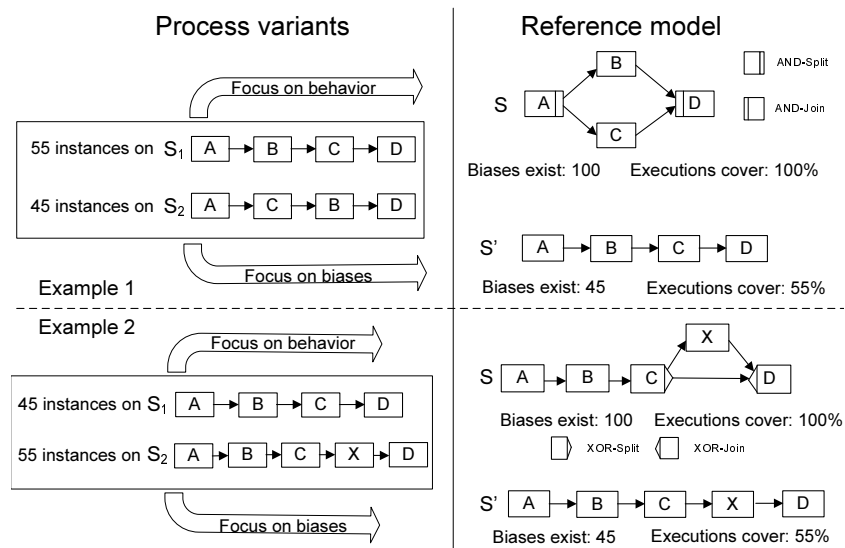 Process variants
Reference model
Focus on behavior
55 instances on S1 A B C D
45 instances on S2 A C B D
Focus on biases
Example 1
S A B C D
AND-Split
AND-Join
Biases exist: 100 Executions cover: 100%
S' A B C D
Biases exist: 45 Executions cover: 55%
Example 2
Focus on behavior
45 instances on S1 A B C D
55 instances on S2 A B C X D
Focus on biases
X
S A B C D
Biases exist: 100 Executions cover: 100%
XOR-Split XOR-Join
S' A B C X D
Biases exist: 45 Executions cover: 55%